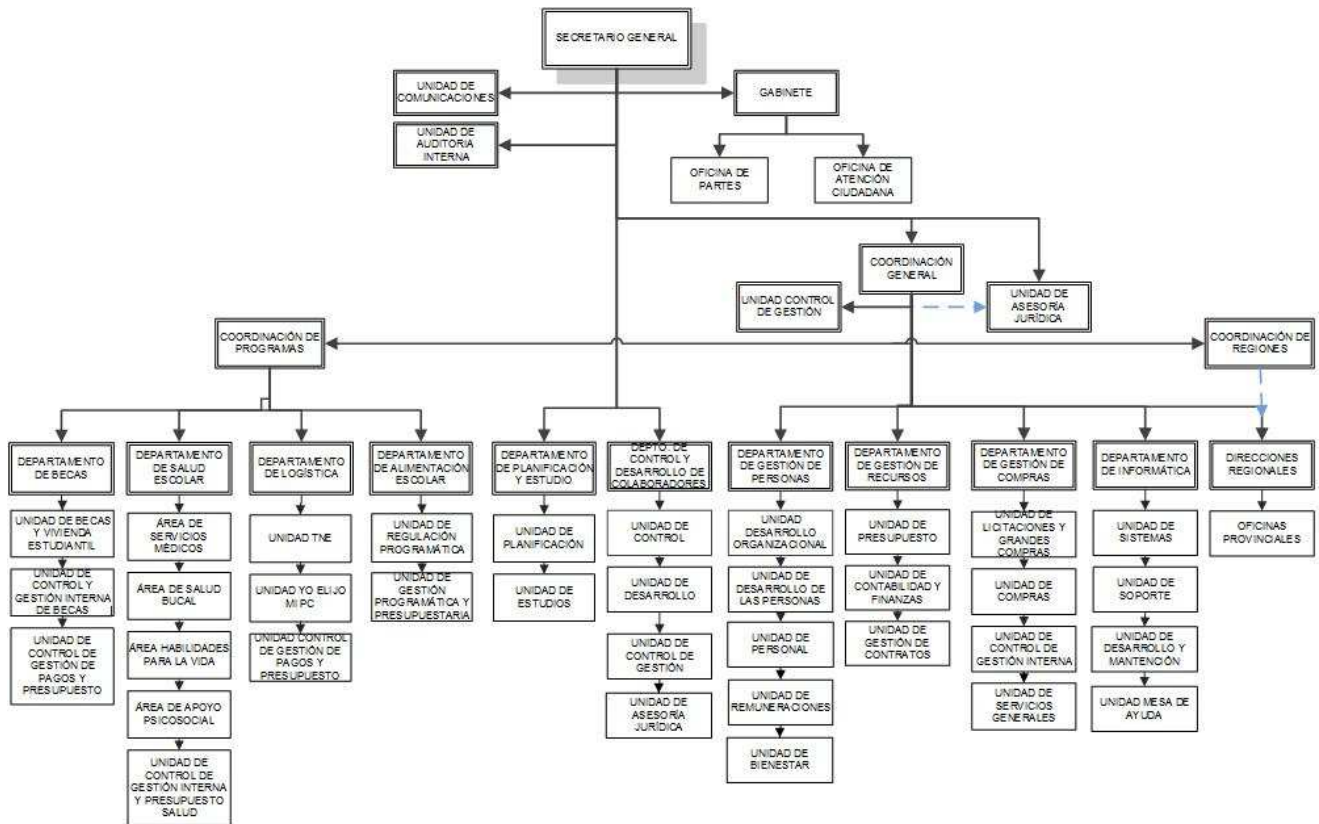 SECRETARIO GENERAL
UNIDAD DE
COMUNICACIONES
GABINETE
UNIDAD DE
AUDITORIA
INTERNA
OFICINA DE
PARTES
OFICINA DE
ATENCIÓN
CIUDADANA
COORDINACIÓN
GENERAL
UNIDAD CONTROL
DE GESTIÓN
UNIDAD DE
ASESORÍA
JURÍDICA
COORDINACIÓN DE
PROGRAMAS
COORDINACIÓN DE
REGIONES
DEPARTAMENTO
DE BECAS
DEPARTAMENTO
DE SALUD
ESCOLAR
DEPARTAMENTO
DE LOGÍSTICA
DEPARTAMENTO
DE ALIMENTACIÓN
ESCOLAR
DEPARTAMENTO
DE PLANIFICACIÓN
Y ESTUDIO
DEPTO. DE
CONTROL Y
DESARROLLO DE
COLABORADORES
DEPARTAMENTO
DE GESTIÓN DE
PERSONAS
DEPARTAMENTO
DE GESTIÓN DE
RECURSOS
DEPARTAMENTO
DE GESTIÓN DE
COMPRAS
DEPARTAMENTO
DE INFORMÁTICA
DIRECCIONES
REGIONALES
UNIDAD DE BECAS
Y VIVIENDA
ESTUDIANTIL
UNIDAD DE
CONTROL Y
GESTIÓN INTERNA
DE BECAS
UNIDAD DE
CONTROL DE
GESTIÓN DE
PAGOS Y
PRESUPUESTO
ÁREA DE
SERVICIOS
MÉDICOS
ÁREA DE SALUD
BUCAL
ÁREA HABILIDADES
PARA LA VIDA
ÁREA DE APOYO
PSICOSOCIAL
UNIDAD DE
CONTROL DE
GESTIÓN INTERNA
Y PRESUPUESTO
SALUD
UNIDAD TNE
UNIDAD YO ELIJO
MI PC
UNIDAD CONTROL
DE GESTIÓN DE
PAGOS Y
PRESUPUESTO
UNIDAD DE
REGULACIÓN
PROGRAMÁTICA
UNIDAD DE
GESTIÓN
PROGRAMÁTICA Y
PRESUPUESTARIA
UNIDAD DE
PLANIFICACIÓN
UNIDAD
DE ESTUDIOS
UNIDAD DE
CONTROL
UNIDAD DE
DESARROLLO
UNIDAD DE
CONTROL DE
GESTIÓN
UNIDAD DE
ASESORÍA
JURÍDICA
UNIDAD
DESARROLLO
ORGANIZACIONAL
UNIDAD DE
DESARROLLO DE
LAS PERSONAS
UNIDAD DE
PERSONAL
UNIDAD DE
REMUNERACIONES
UNIDAD DE
BIENESTAR
UNIDAD DE
PRESUPUESTO
UNIDAD DE
CONTABILIDAD Y
FINANZAS
UNIDAD DE
GESTIÓN DE
CONTRATOS
UNIDAD DE
LICITACIONES Y
GRANDES
COMPRAS
UNIDAD DE
COMPRAS
UNIDAD DE
CONTROL DE
GESTIÓN INTERNA
UNIDAD DE
SERVICIOS
GENERALES
UNIDAD DE
SISTEMAS
UNIDAD DE
SOPORTE
UNIDAD DE
DESARROLLO Y
MANTENCIÓN
UNIDAD MESA DE
AYUDA
OFICINAS
PROVINCIALES